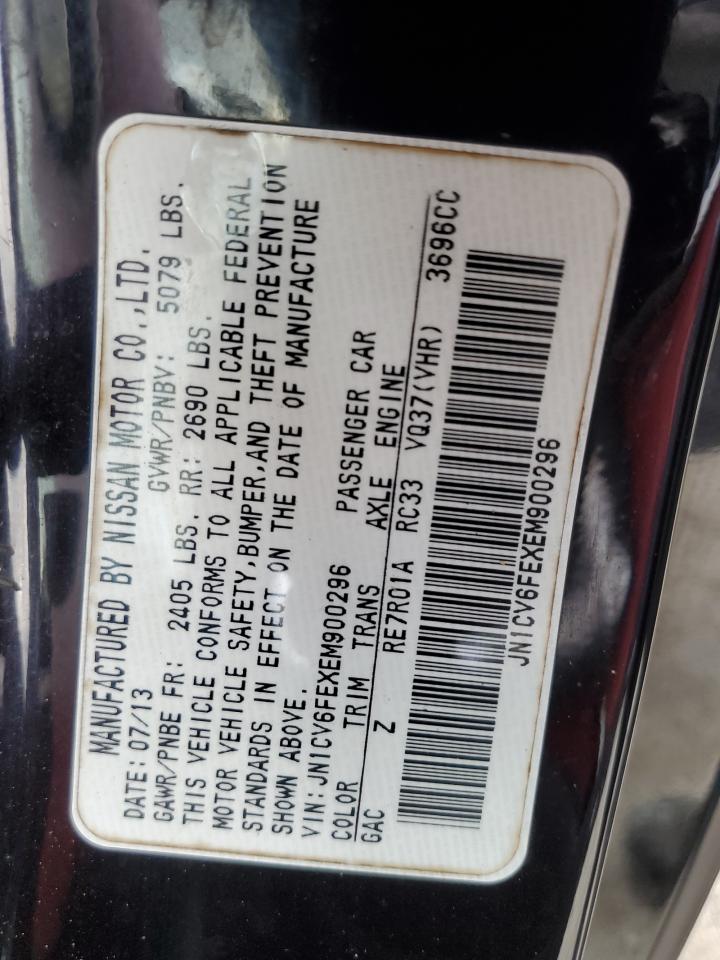 MANUFACTURED BY NISSAN MOTOR CO.,LTD.
DATE: 07/13 GVWR/PNBV: 5079 LBS.
GAWR/PNBE FR: 2405 LBS. RR: 2690 LBS.
THIS VEHICLE CONFORMS TO ALL APPLICABLE FEDERAL
MOTOR VEHICLE SAFETY,BUMPER,AND THEFT PREVENTION
STANDARDS IN EFFECT ON THE DATE OF MANUFACTURE
SHOWN ABOVE.
VIN:JN1CV6FEXEM900296 PASSENGER CAR
COLOR TRIM TRANS AXLE ENGINE
GAC Z RE7R01A RC33 VQ37(VHR) 3696CC
JN1CV6FEXEM900296